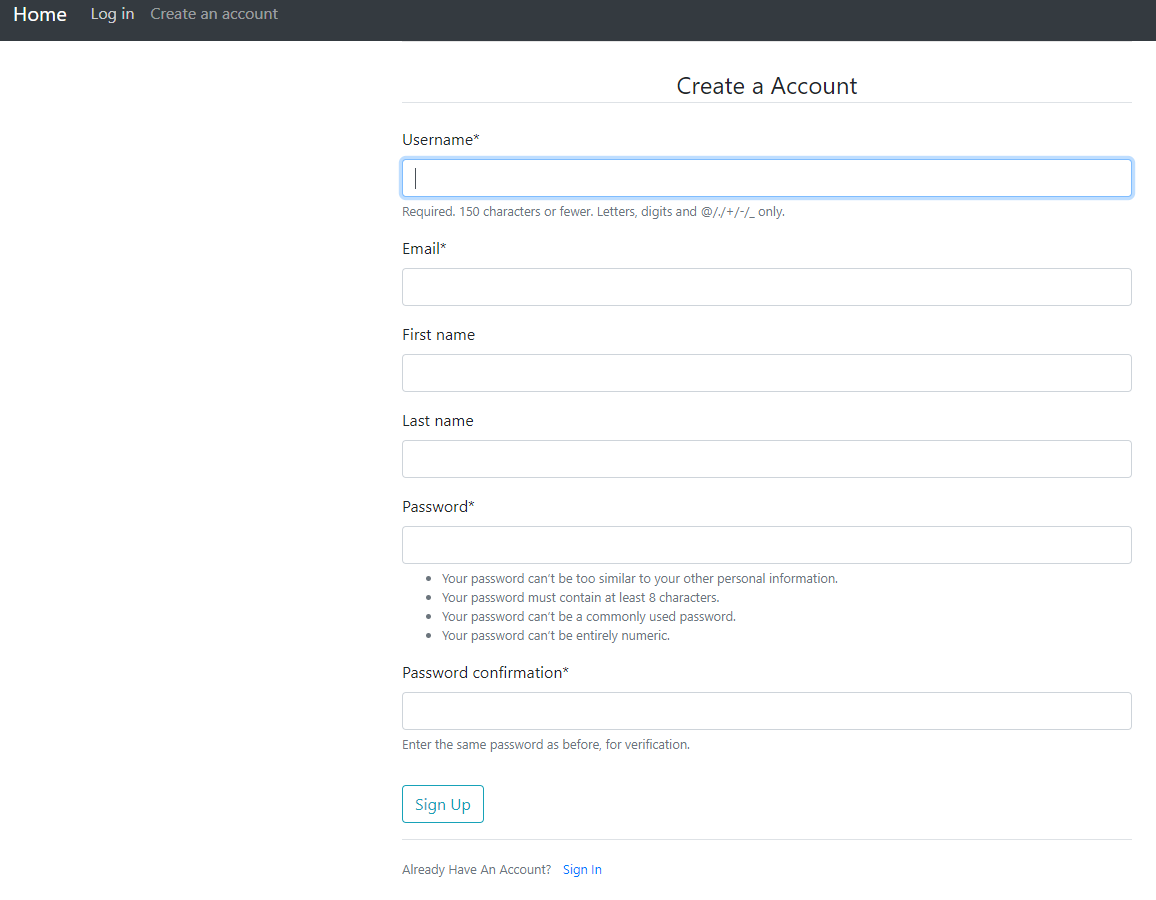 Home Log in Create an account
Create a Account
Username*
Required. 150 characters or fewer. Letters, digits and @/./+/-/_ only.
Email*
First name
Last name
Password*
Your password can't be too similar to your other personal information.
Your password must contain at least 8 characters.
Your password can't be a commonly used password.
Your password can't be entirely numeric.
Password confirmation*
Enter the same password as before, for verification.
Sign Up
Already Have An Account? Sign In